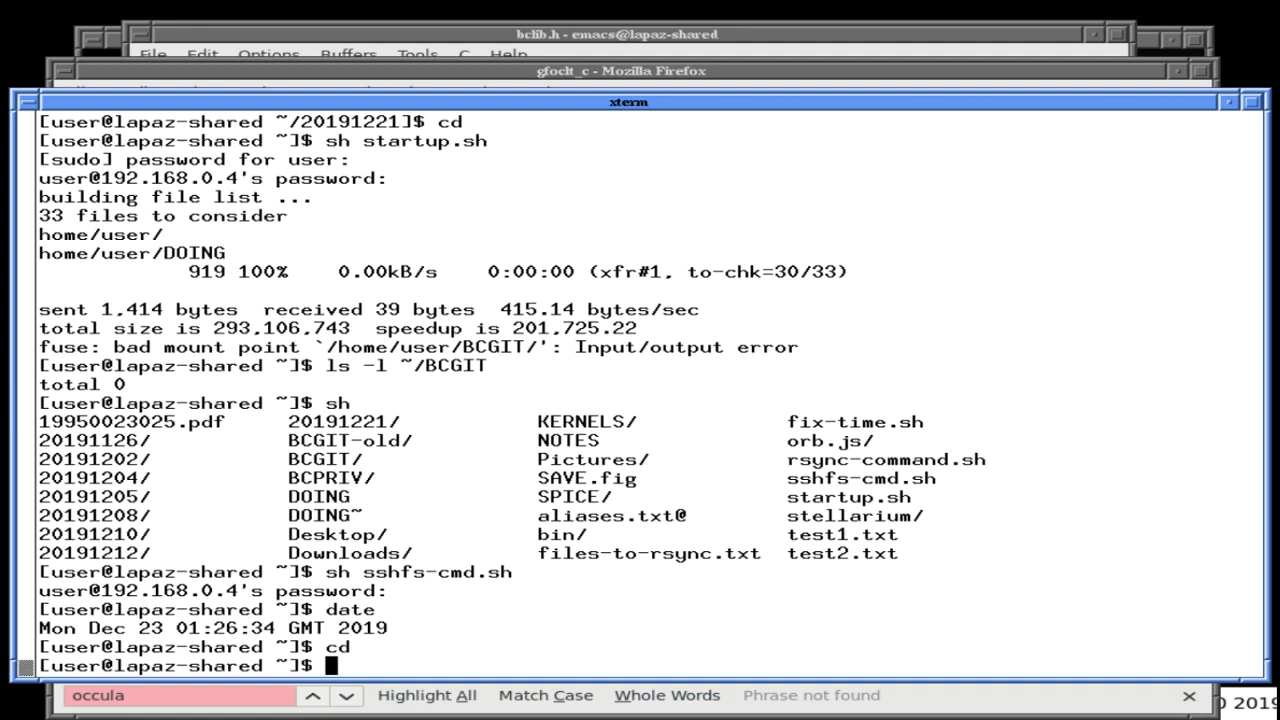 bclib.h - emacs@lapaz-shared
File Edit Options Buffers Tools C Help
gfoclt_c - Mozilla Firefox
xterm
[user@lapaz-shared ~/20191221]$ cd
[user@lapaz-shared ~]$ sh startup.sh
[sudo] password for user:
user@192.168.0.4's password:
building file list ...
33 files to consider
home/user/
home/user/DOING
919 100% 0.00kB/s 0:00:00 (xfr#1, to-chk=30/33)
sent 1,414 bytes received 39 bytes 415.14 bytes/sec
total size is 293,106,743 speedup is 201,725.22
fuse: bad mount point `/home/user/BCGIT/': Input/output error
[user@lapaz-shared ~]$ ls -l ~/BCGIT
total 0
[user@lapaz-shared ~]$ sh
19950023025.pdf 20191221/ KERNELS/ fix-time.sh
20191126/ BCGIT-old/ NOTES orb.js/
20191202/ BCGIT/ Pictures/ rsync-command.sh
20191204/ BCPRIV/ SAVE.fig sshfs-cmd.sh
20191205/ DOING SPICE/ startup.sh
20191208/ DOING~ aliases.txt@ stellarium/
20191210/ Desktop/ bin/ test1.txt
20191212/ Downloads/ files-to-rsync.txt test2.txt
[user@lapaz-shared ~]$ sh sshfs-cmd.sh
user@192.168.0.4's password:
[user@lapaz-shared ~]$ date
Mon Dec 23 01:26:34 GMT 2019
[user@lapaz-shared ~]$ cd
[user@lapaz-shared ~]$
occula Highlight All Match Case Whole Words Phrase not found